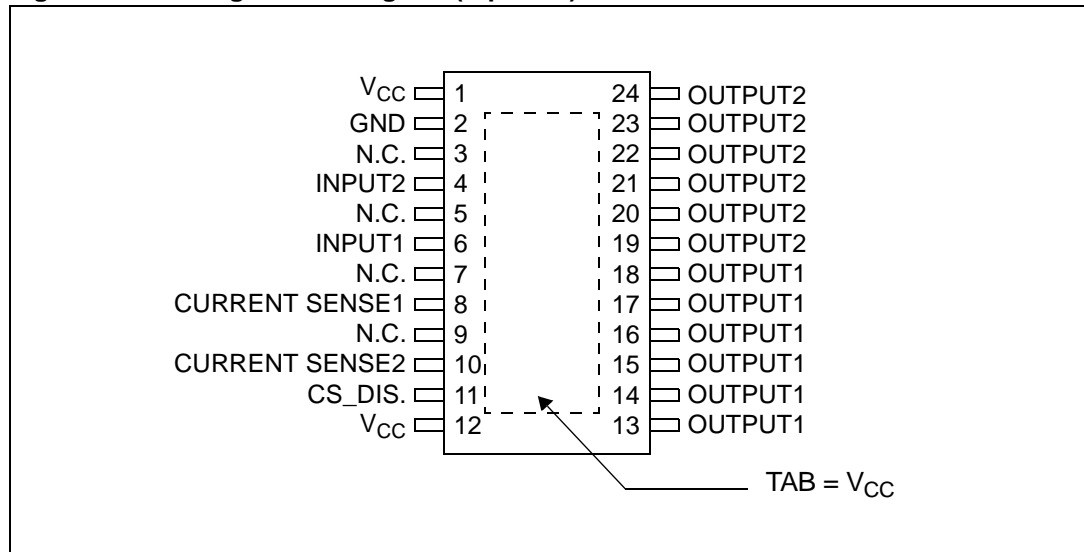 V_CC 1 24 OUTPUT2
GND 2 23 OUTPUT2
N.C. 3 22 OUTPUT2
INPUT2 4 21 OUTPUT2
N.C. 5 20 OUTPUT2
INPUT1 6 19 OUTPUT2
N.C. 7 18 OUTPUT1
CURRENT SENSE1 8 17 OUTPUT1
N.C. 9 16 OUTPUT1
CURRENT SENSE2 10 15 OUTPUT1
CS_DIS. 11 14 OUTPUT1
V_CC 12 13 OUTPUT1
TAB = V_CC